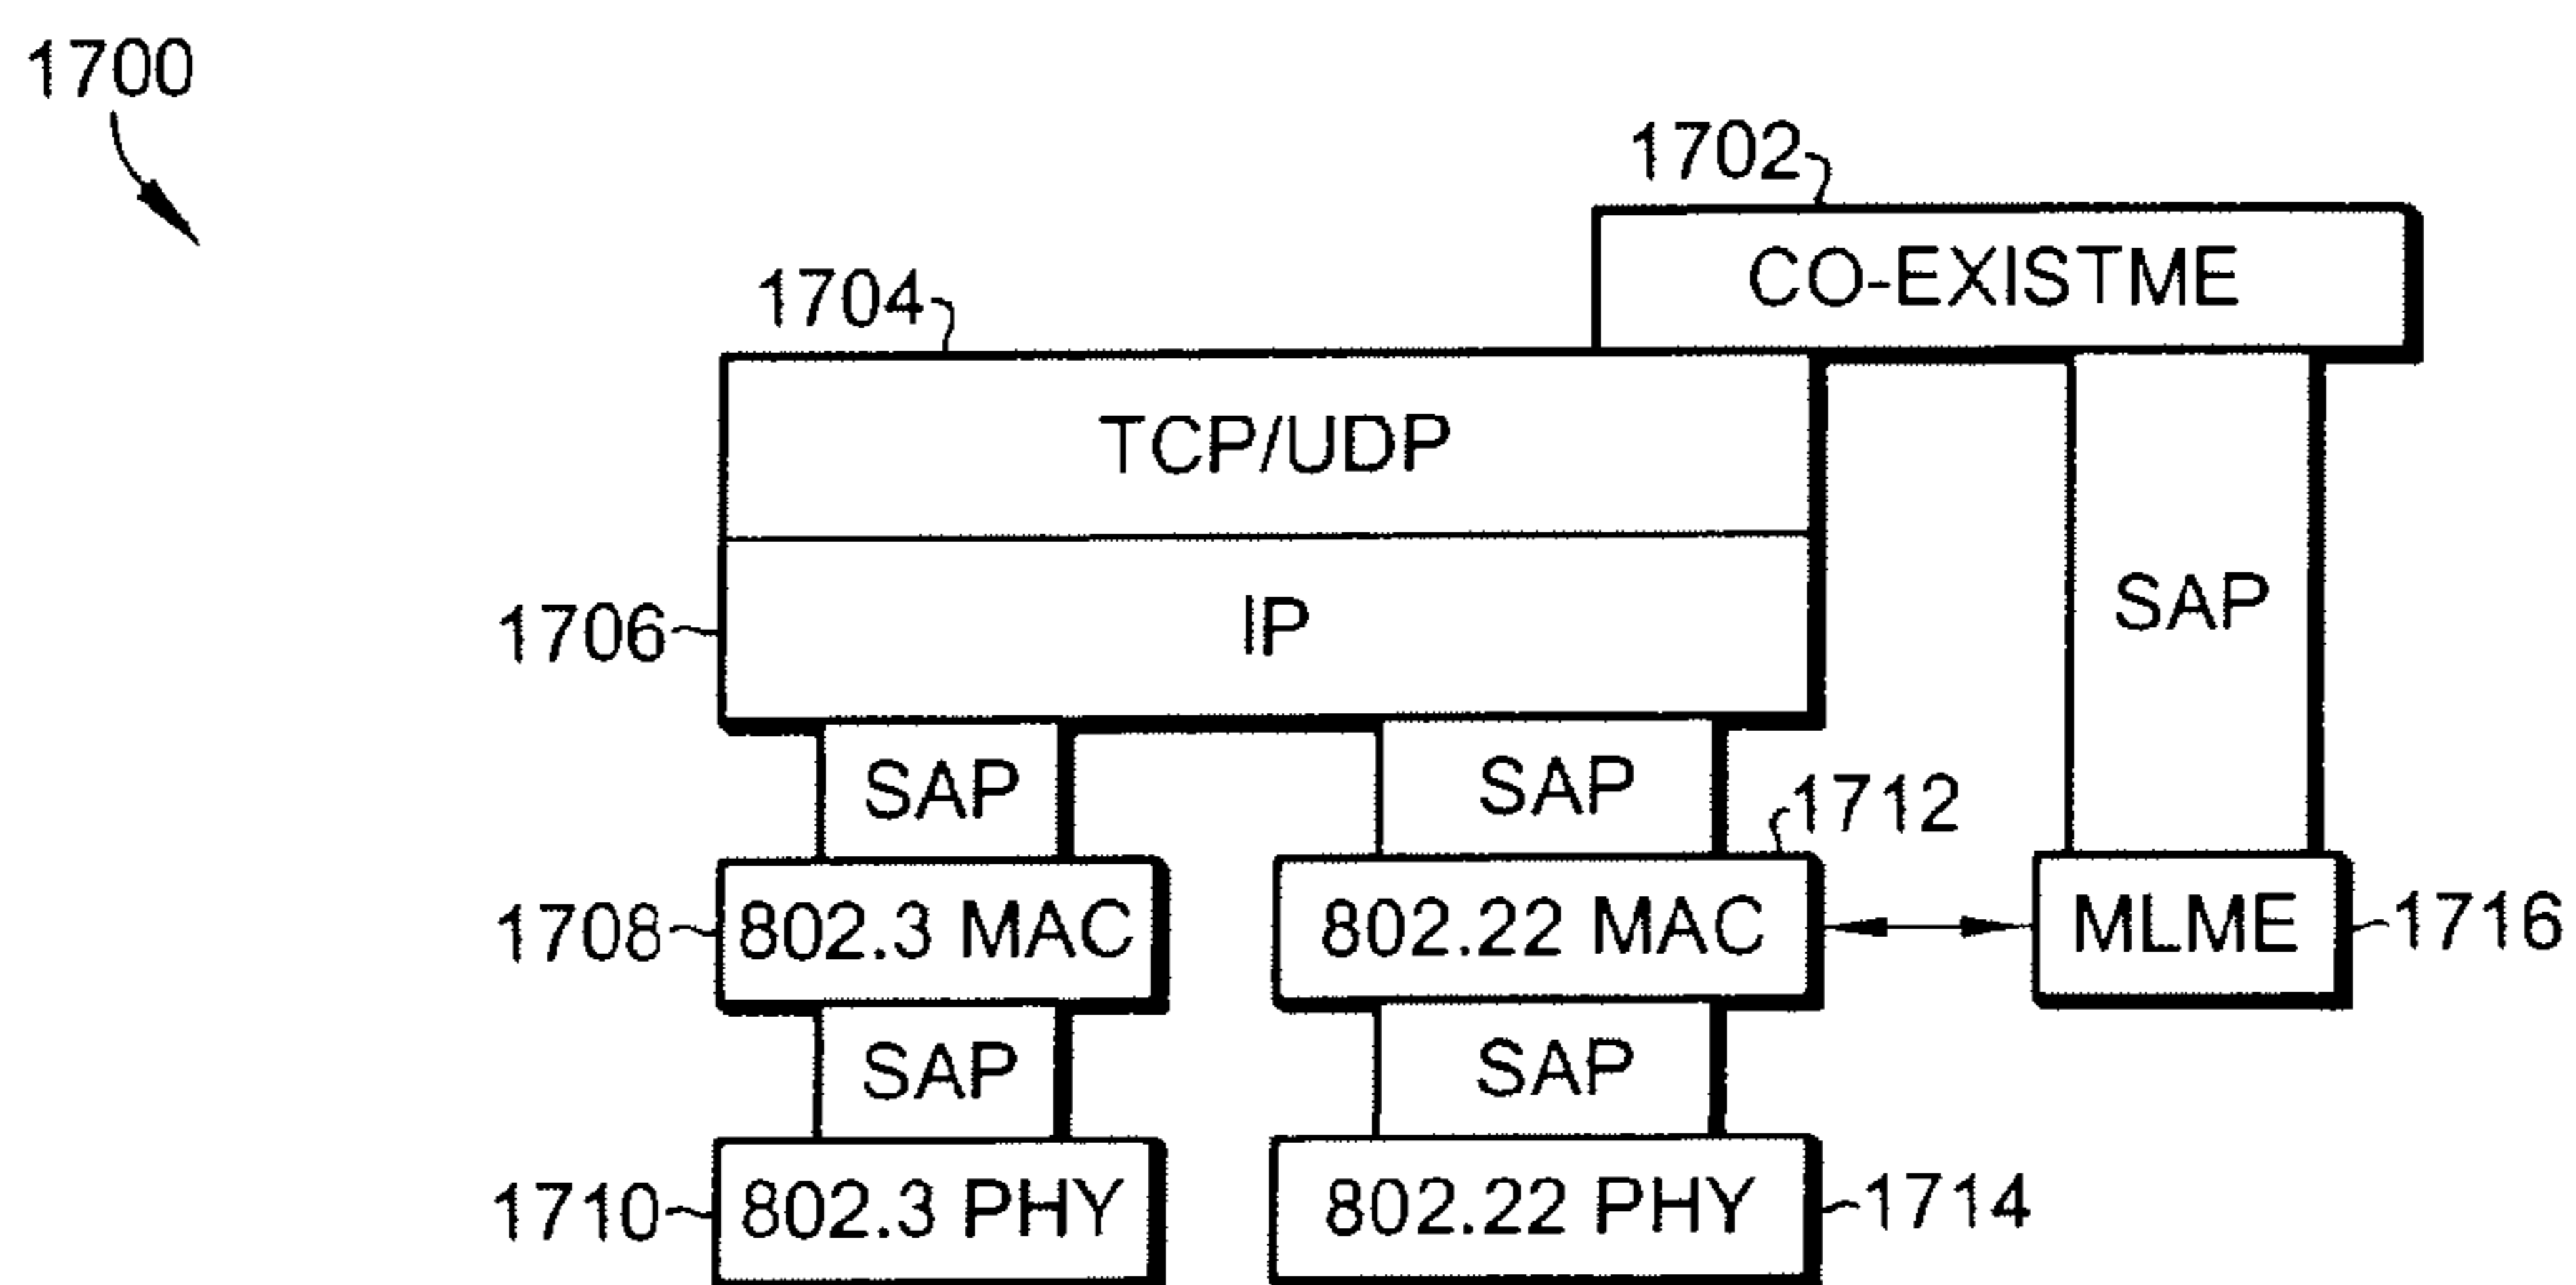 1700
1702
CO-EXISTME
1704
TCP/UDP
1706
IP
SAP
SAP
SAP
1712
1708
802.3 MAC
802.22 MAC
MLME
1716
SAP
SAP
1710
802.3 PHY
802.22 PHY
1714